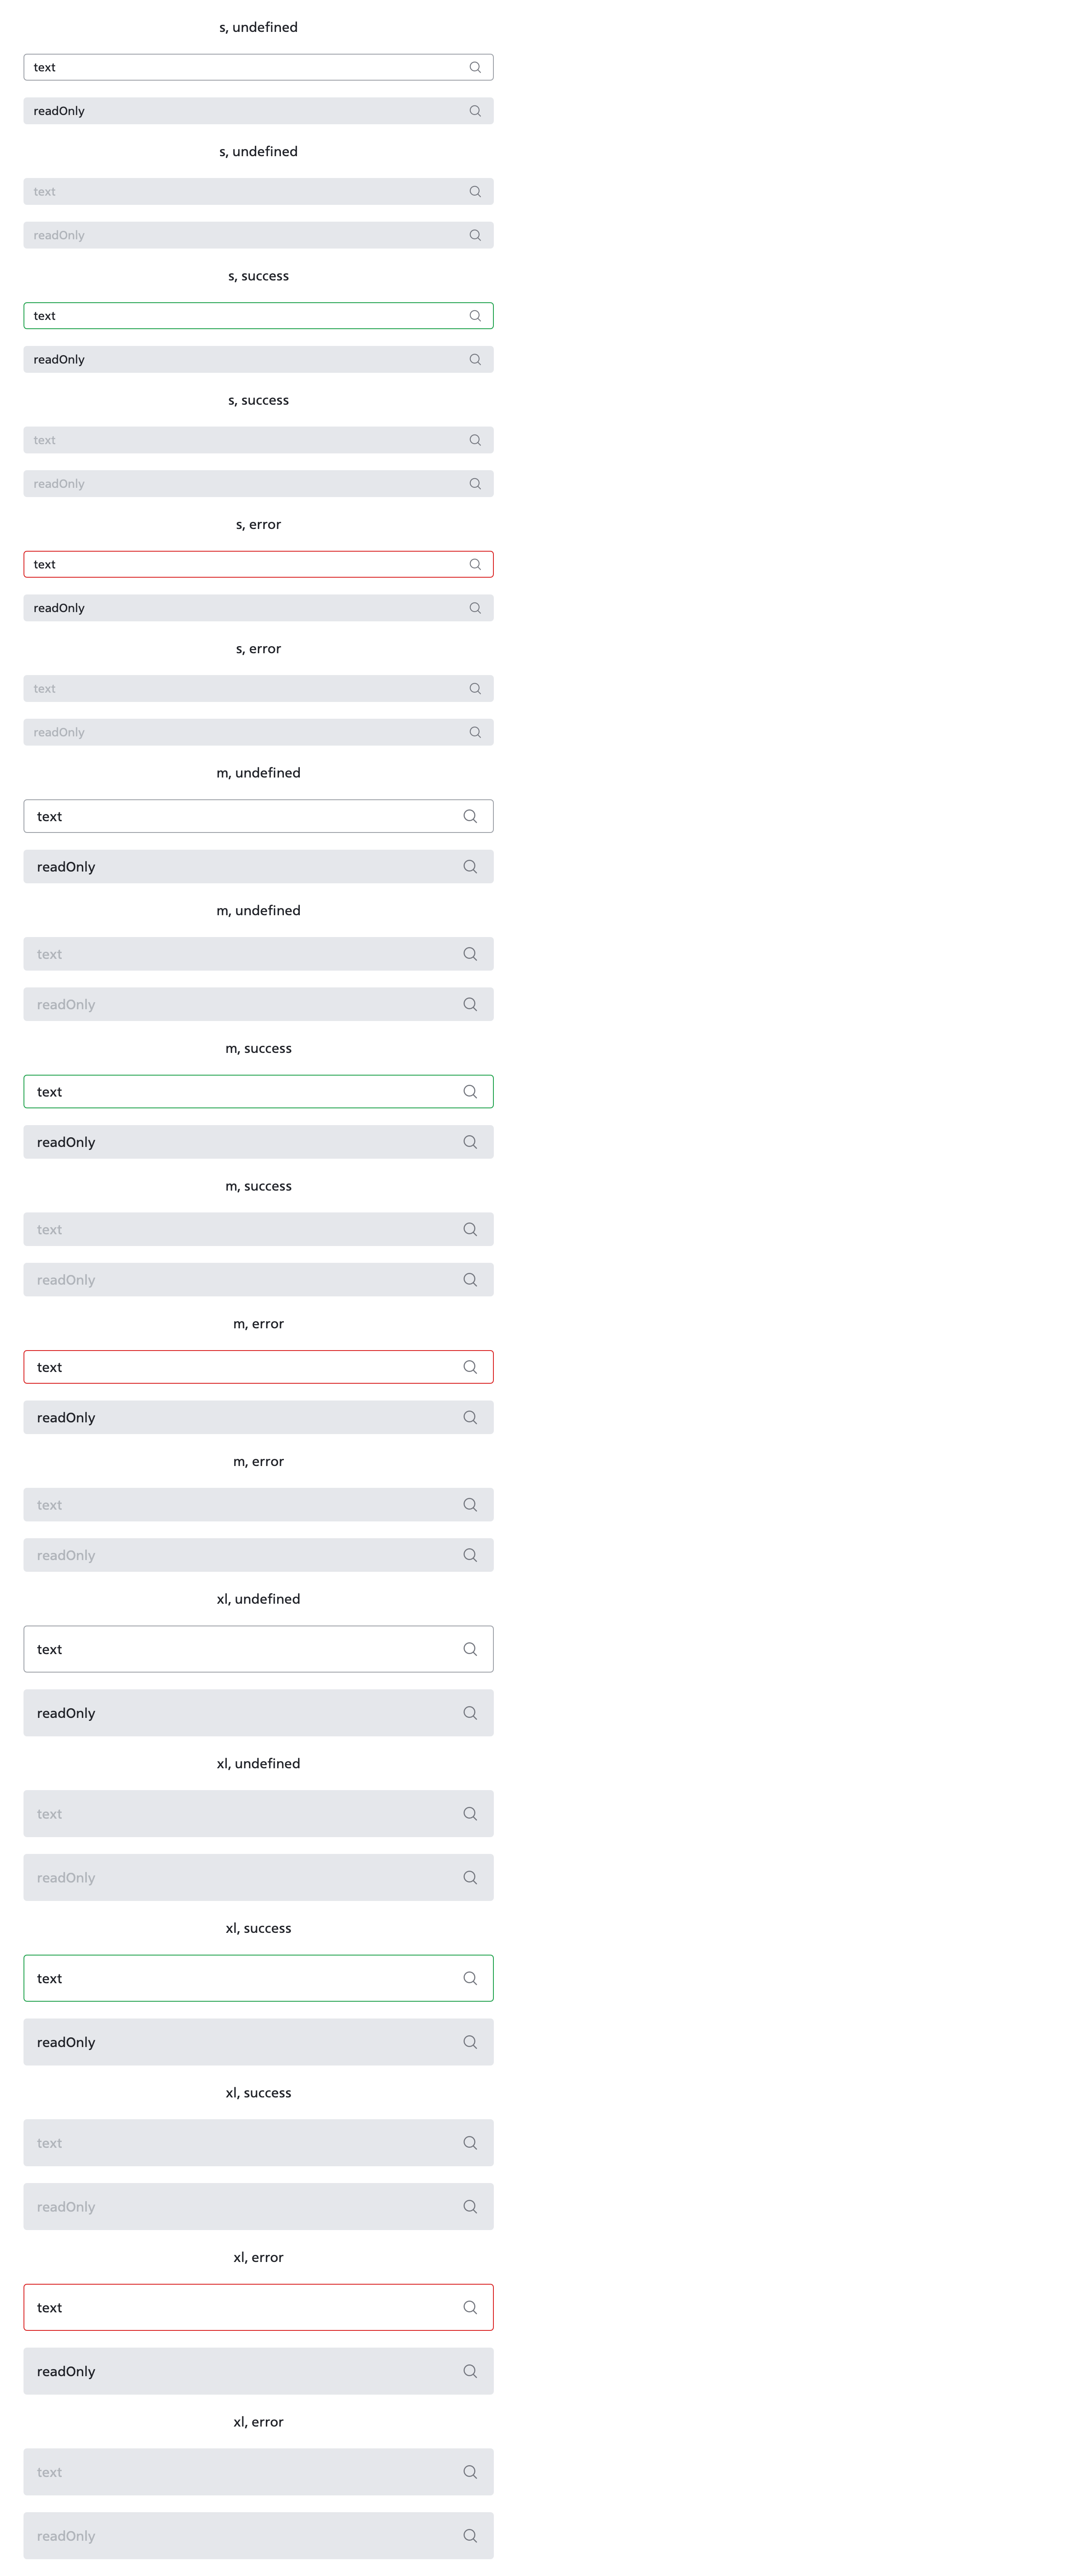 s, undefined
text
readOnly
s, undefined
text
readOnly
s, success
text
readOnly
s, success
text
readOnly
s, error
text
readOnly
s, error
text
readOnly
m, undefined
text
readOnly
m, undefined
text
readOnly
m, success
text
readOnly
m, success
text
readOnly
m, error
text
readOnly
m, error
text
readOnly
xl, undefined
text
readOnly
xl, undefined
text
readOnly
xl, success
text
readOnly
xl, success
text
readOnly
xl, error
text
readOnly
xl, error
text
readOnly